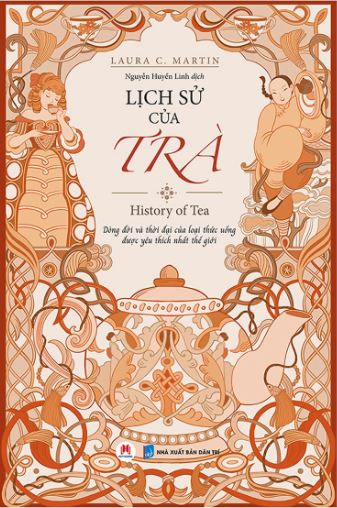 LAURA C. MARTIN
Nguyễn Huyền Linh dịch
LỊCH SỬ
CỦA
TRÀ
History of Tea
Dòng đời và thời đại của loại thức uống
được yêu thích nhất thế giới
NHÀ XUẤT BẢN DÂN TRÍ